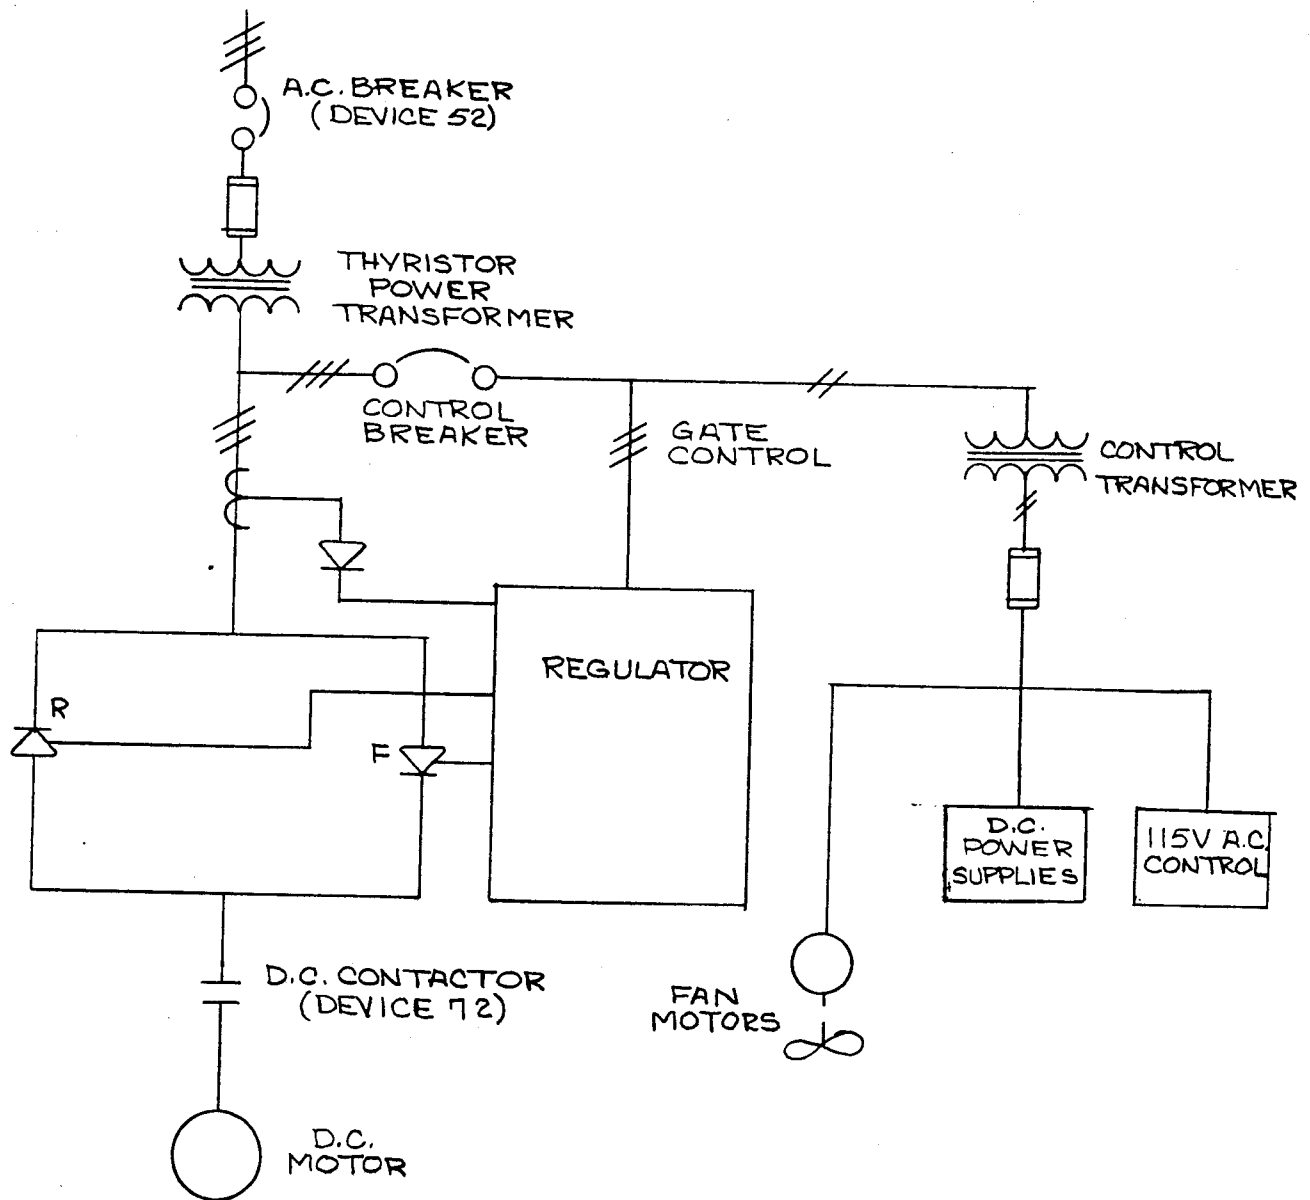 A.C. BREAKER
(DEVICE 52)
THYRISTOR
POWER
TRANSFORMER
CONTROL
BREAKER
GATE
CONTROL
CONTROL
TRANSFORMER
REGULATOR
R
F
D.C.
POWER
SUPPLIES
115V A.C.
CONTROL
D.C. CONTACTOR
(DEVICE 72)
FAN
MOTORS
D.C.
MOTOR